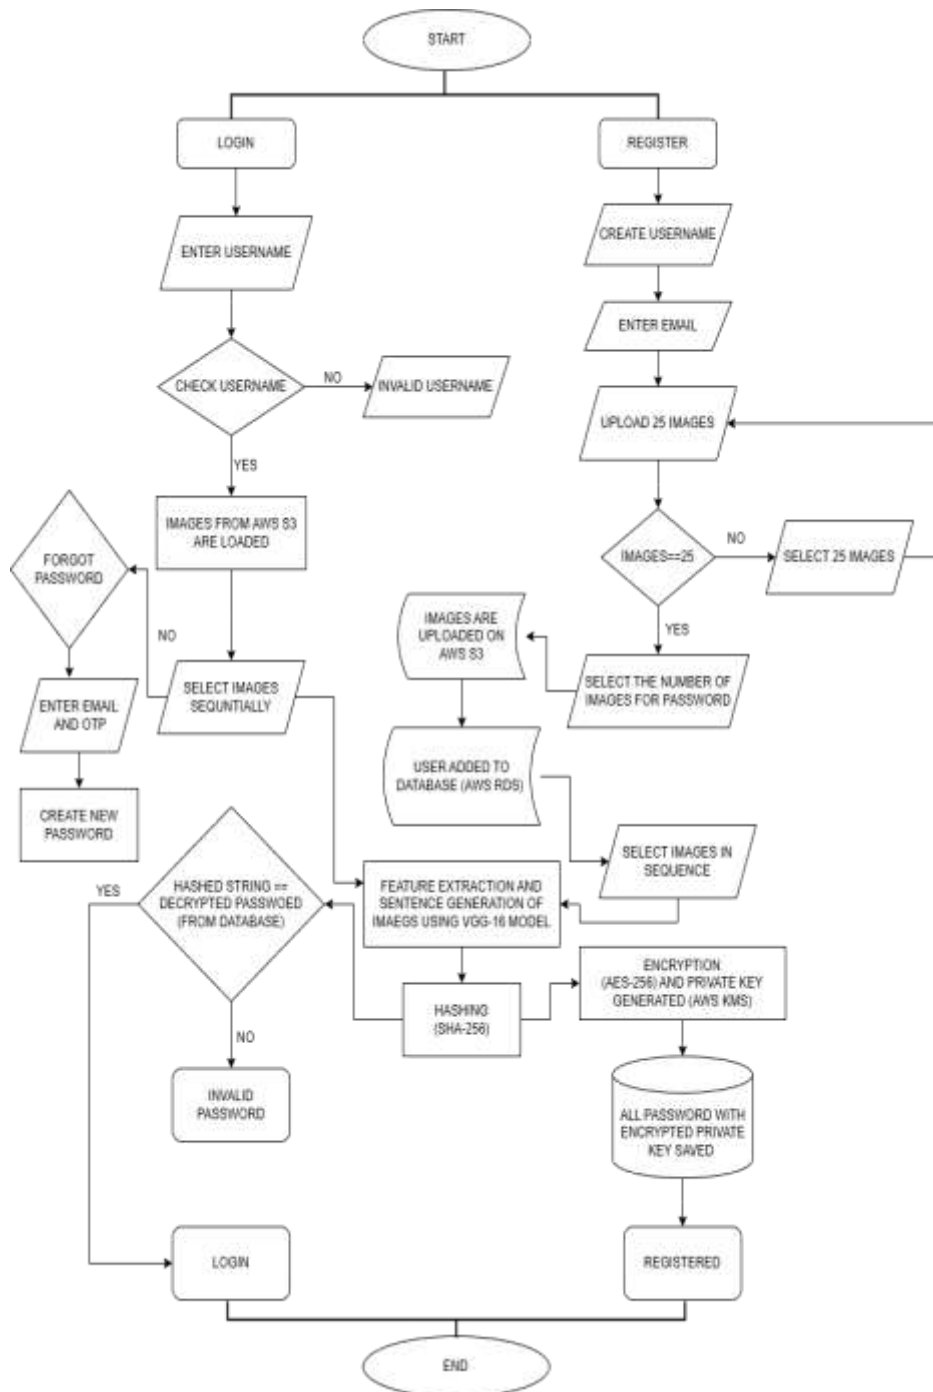 START
LOGIN
REGISTER
ENTER USERNAME
CREATE USERNAME
ENTER EMAIL
CHECK USERNAME
NO
INVALID USERNAME
UPLOAD 25 IMAGES
YES
IMAGES FROM AWS S3
ARE LOADED
FORGOT
PASSWORD
IMAGES==25
NO
SELECT 25 IMAGES
NO
YES
IMAGES ARE
UPLOADED ON
AWS S3
SELECT IMAGES
SEQUNTIALLY
SELECT THE NUMBER OF
IMAGES FOR PASSWORD
ENTER EMAIL
AND OTP
USER ADDED TO
DATABASE (AWS RDS)
CREATE NEW
PASSWORD
SELECT IMAGES IN
SEQUENCE
YES
HASHED STRING ==
DECRYPTED PASSWOED
(FROM DATABASE)
FEATURE EXTRACTION AND
SENTENCE GENERATION OF
IMAEGS USING VGG-16 MODEL
ENCRYPTION
(AES-256) AND PRIVATE KEY
GENERATED (AWS KMS)
HASHING
(SHA-256)
NO
INVALID
PASSWORD
ALL PASSWORD WITH
ENCRYPTED PRIVATE
KEY SAVED
LOGIN
REGISTERED
END